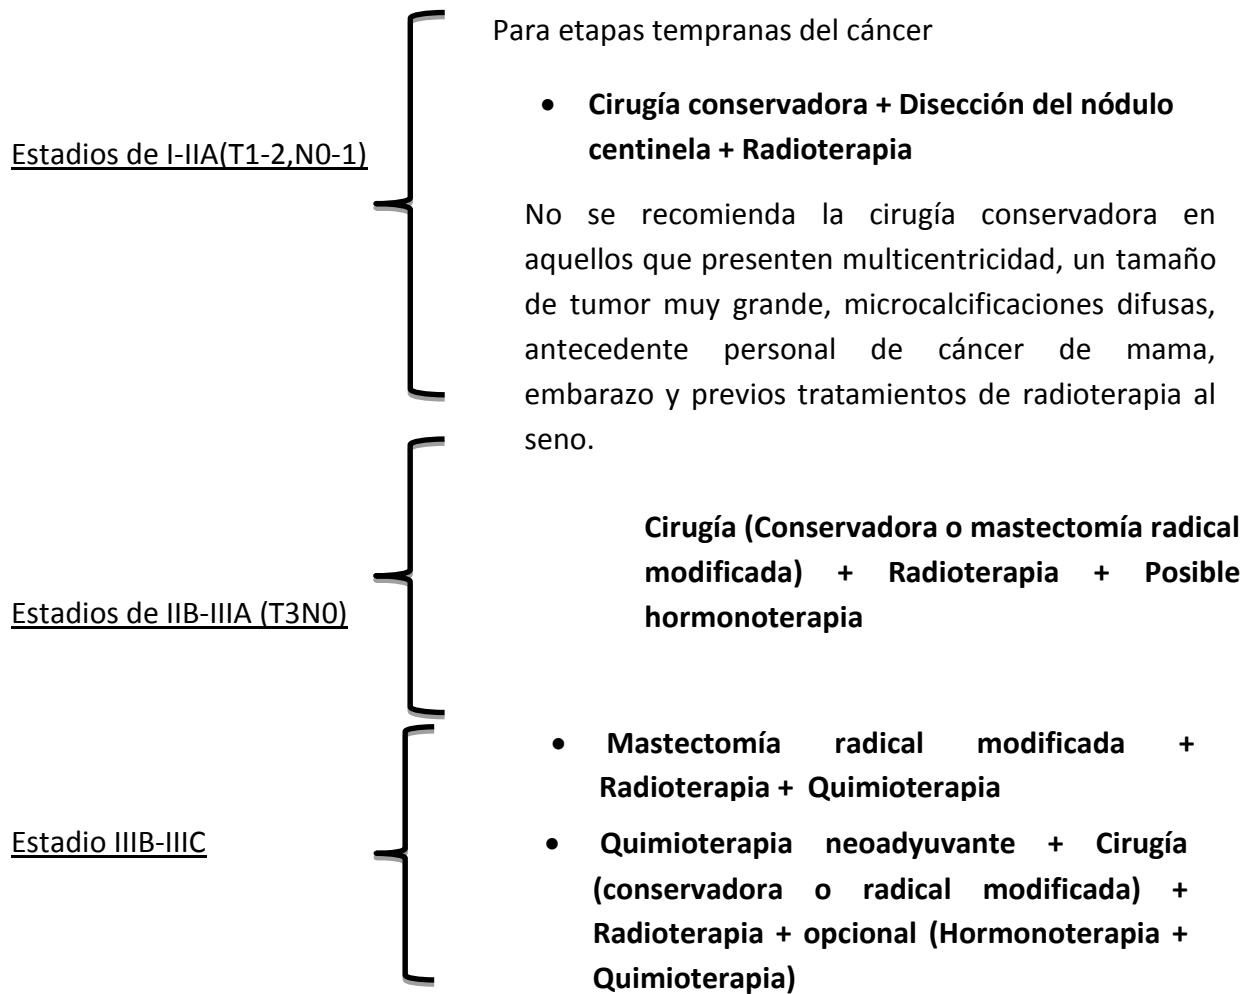 Para etapas tempranas del cáncer
• Cirugía conservadora + Disección del nódulo
centinela + Radioterapia
Estadios de I-IIA(T1-2,N0-1)
No se recomienda la cirugía conservadora en
aquellos que presenten multicentricidad, un tamaño
de tumor muy grande, microcalcificaciones difusas,
antecedente personal de cáncer de mama,
embarazo y previos tratamientos de radioterapia al
seno.
Cirugía (Conservadora o mastectomía radical
modificada) + Radioterapia + Posible
hormonoterapia
Estadios de IIB-IIIA (T3N0)
• Mastectomía radical modificada +
Radioterapia + Quimioterapia
Estadio IIIB-IIIC
• Quimioterapia neoadyuvante + Cirugía
(conservadora o radical modificada) +
Radioterapia + opcional (Hormonoterapia +
Quimioterapia)